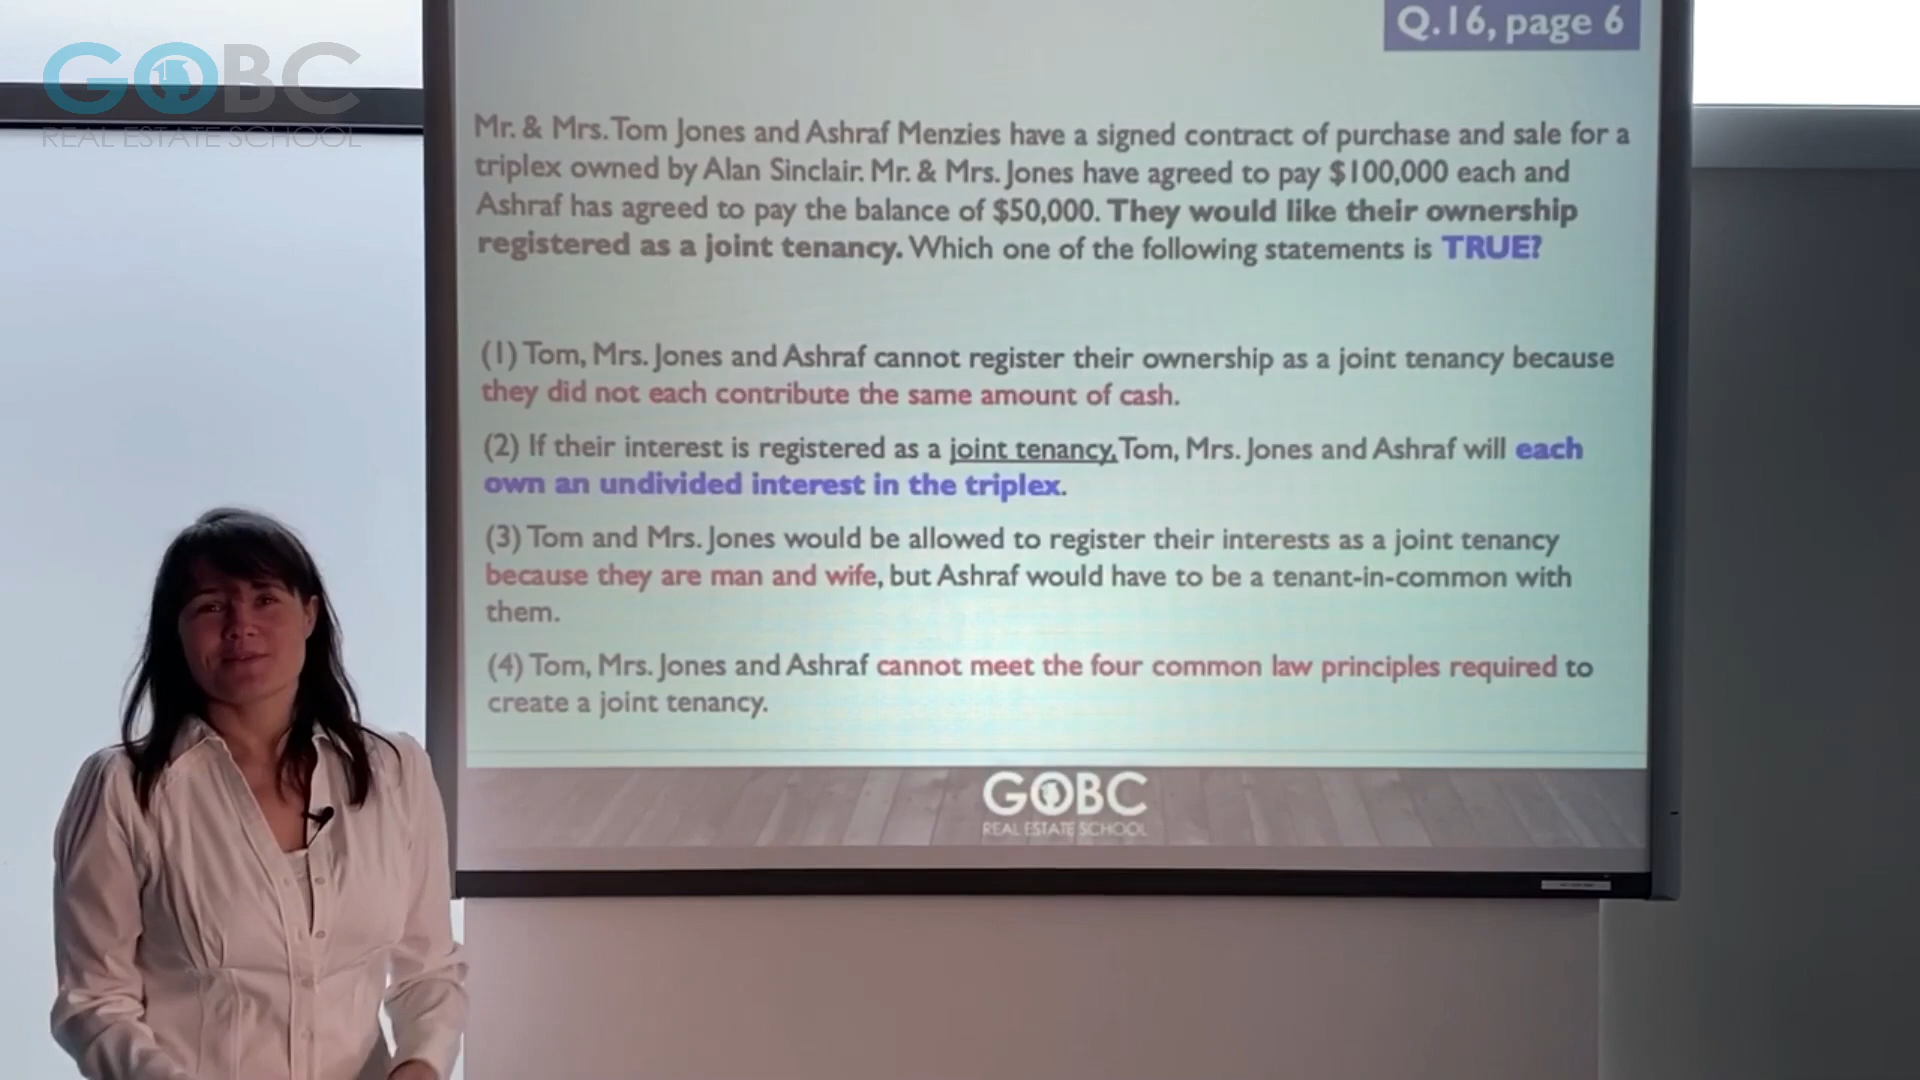 GOBC
REAL ESTATE SCHOOL
Q.16, page 6
Mr. & Mrs. Tom Jones and Ashraf Menzies have a signed contract of purchase and sale for a
triplex owned by Alan Sinclair. Mr. & Mrs. Jones have agreed to pay $100,000 each and
Ashraf has agreed to pay the balance of $50,000. They would like their ownership
registered as a joint tenancy. Which one of the following statements is TRUE?
(1) Tom, Mrs. Jones and Ashraf cannot register their ownership as a joint tenancy because
they did not each contribute the same amount of cash.
(2) If their interest is registered as a joint tenancy, Tom, Mrs. Jones and Ashraf will each
own an undivided interest in the triplex.
(3) Tom and Mrs. Jones would be allowed to register their interests as a joint tenancy
because they are man and wife, but Ashraf would have to be a tenant-in-common with
them.
(4) Tom, Mrs. Jones and Ashraf cannot meet the four common law principles required to
create a joint tenancy.
GOBC
REAL ESTATE SCHOOL